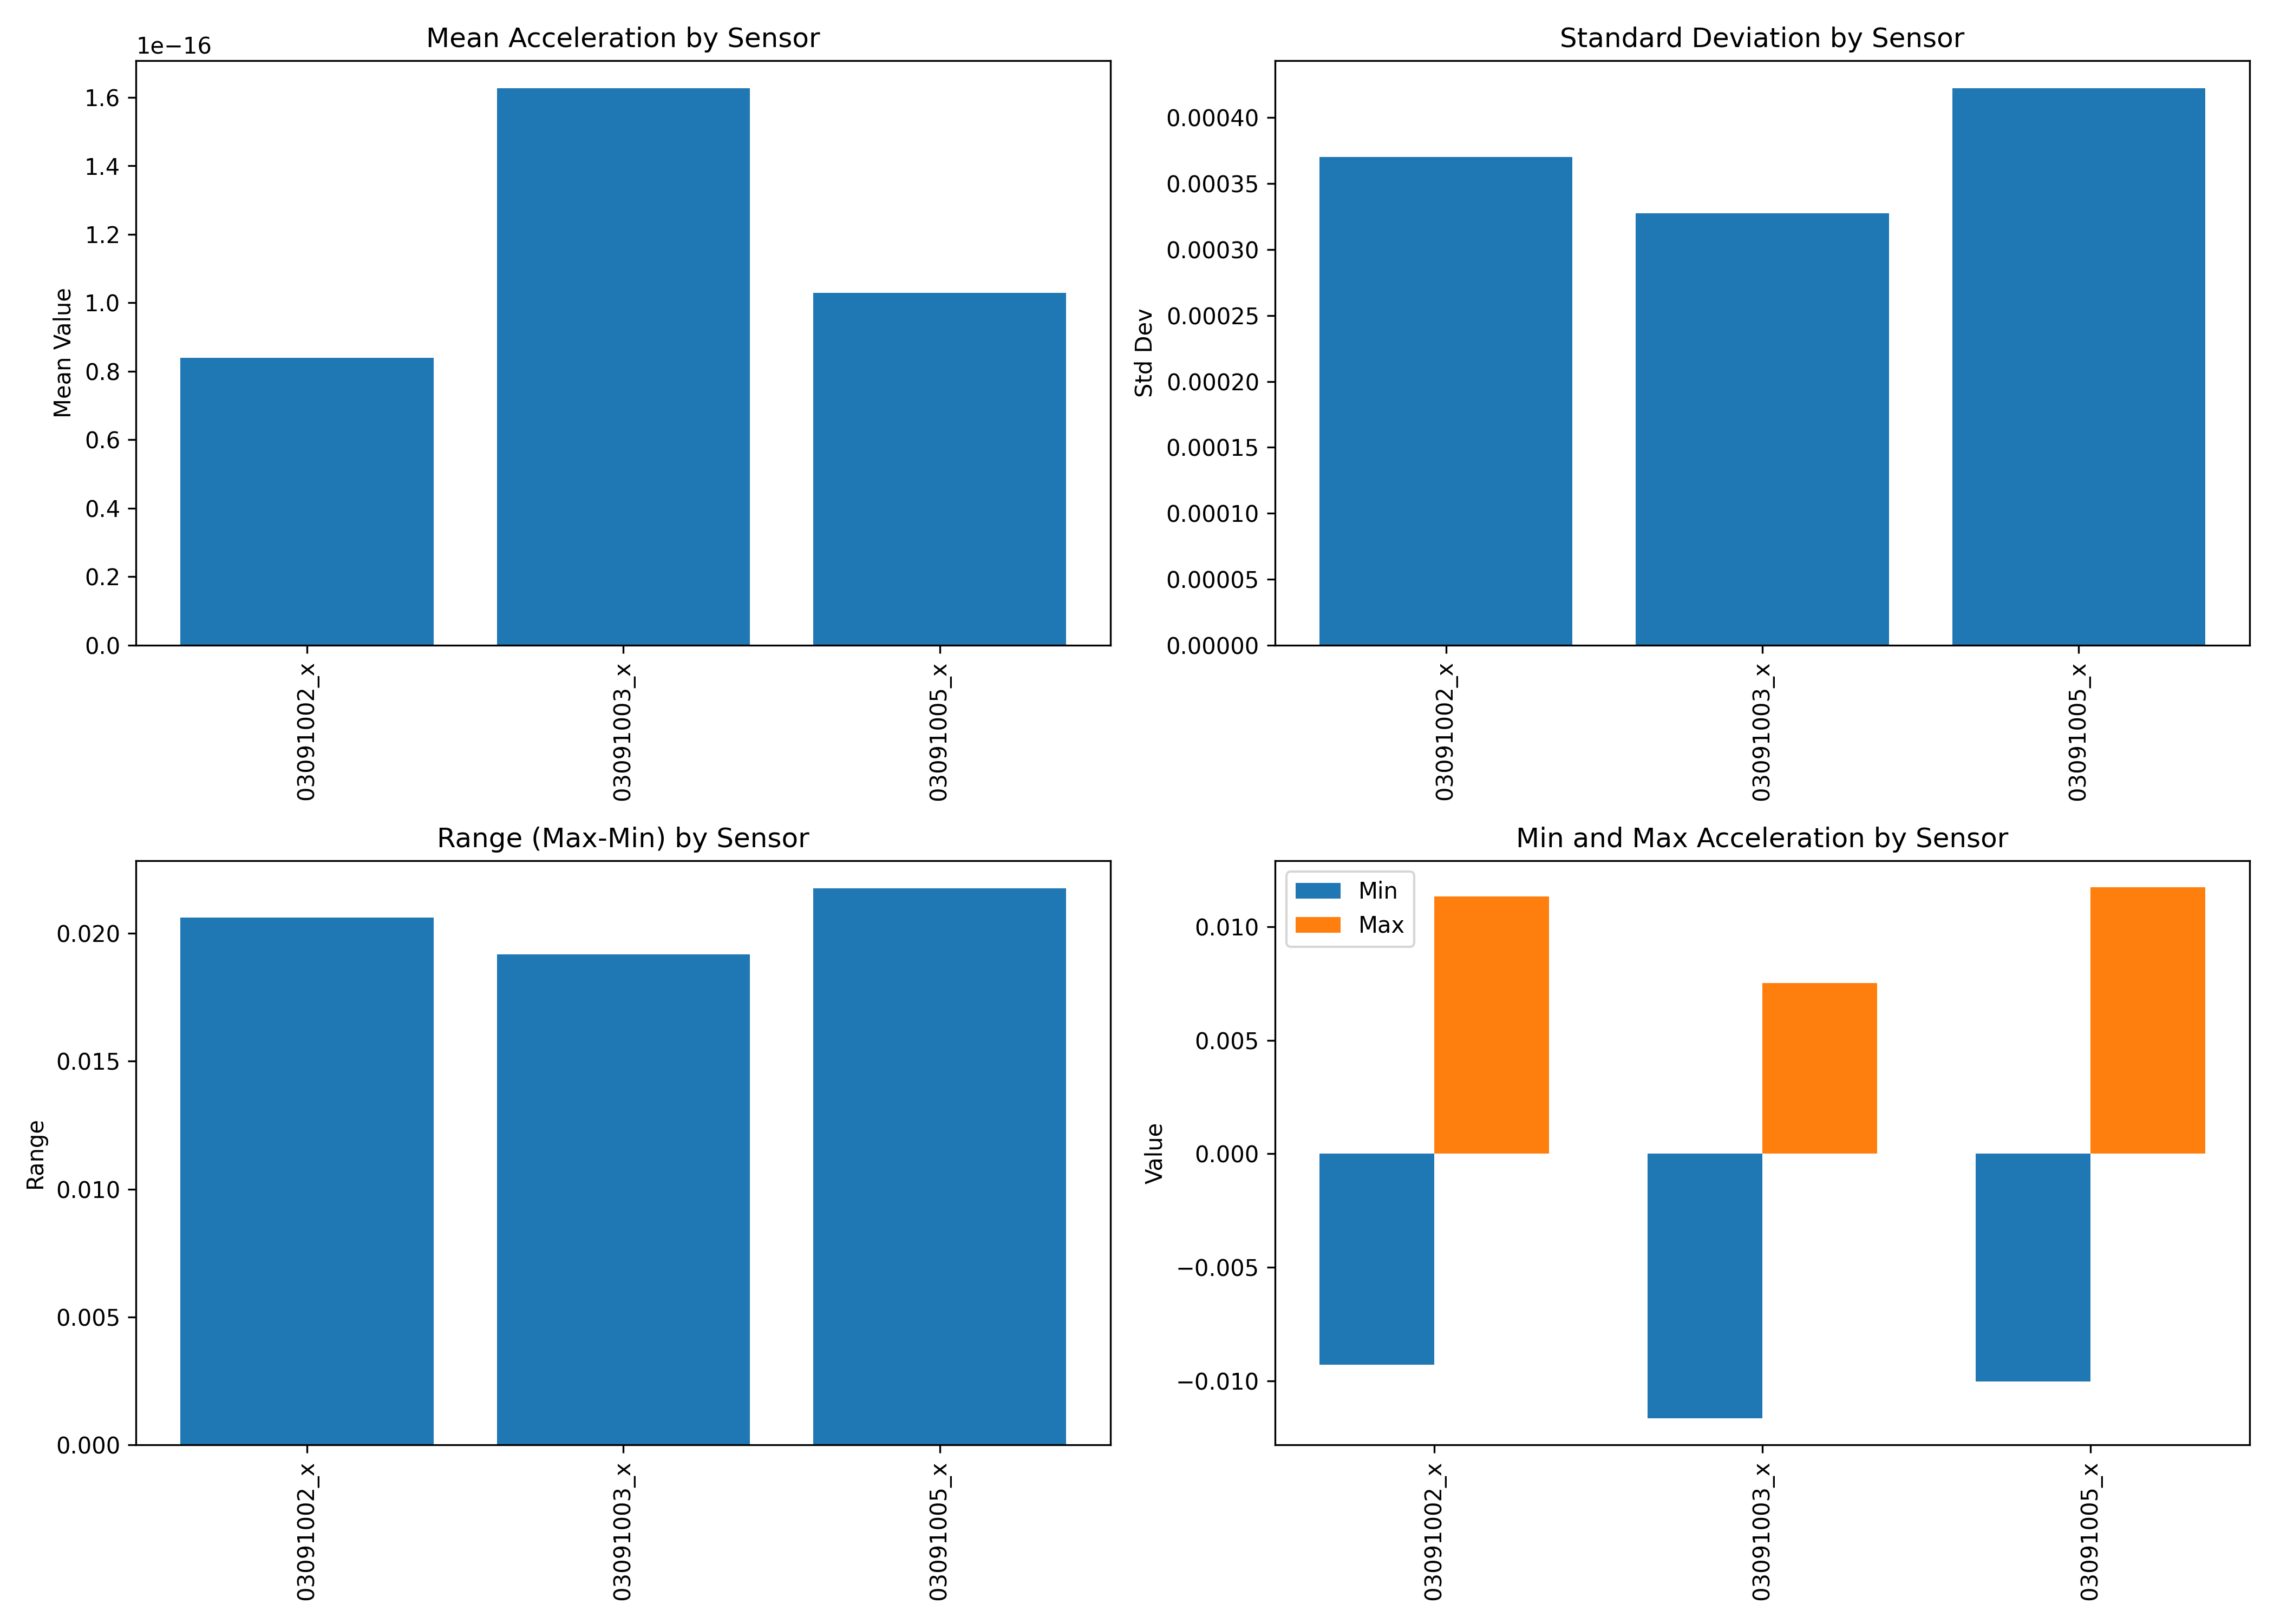 Mean Acceleration by Sensor
1e−16
1.6
1.4
1.2
1.0
0.8
0.6
0.4
0.2
0.0
Mean Value
03091002_x
03091003_x
03091005_x
Standard Deviation by Sensor
0.00040
0.00035
0.00030
0.00025
0.00020
0.00015
0.00010
0.00005
0.00000
Std Dev
03091002_x
03091003_x
03091005_x
Range (Max-Min) by Sensor
0.020
0.015
0.010
0.005
0.000
Range
03091002_x
03091003_x
03091005_x
Min and Max Acceleration by Sensor
Min
Max
0.010
0.005
0.000
−0.005
−0.010
Value
03091002_x
03091003_x
03091005_x